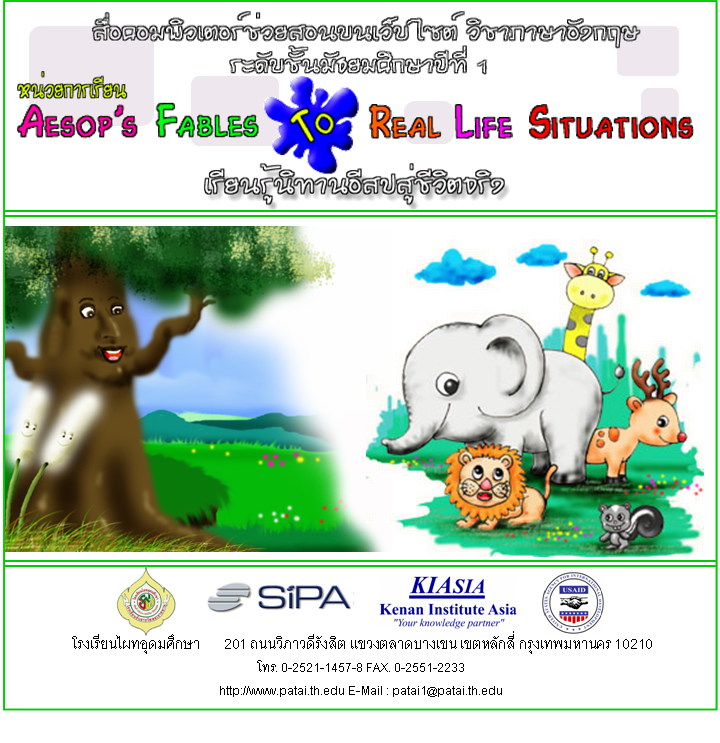 สื่อคอมพิวเตอร์ช่วยสอนบนเว็ปไซต์ วิชาภาษาอังกฤษ
ระดับชั้นมัธยมศึกษาปีที่ 1
หน่วยการเรียน
AESOP'S FABLES TO REAL LIFE SITUATIONS
เรียนรู้นิทานอีสปสู่ชีวิตจริง
SiPA
KIASIA
Kenan Institute Asia
"Your knowledge partner"
USAID
โรงเรียนไผทอุดมศึกษา 201 ถนนวิภาวดีรังสิต แขวงตลาดบางเขน เขตหลักสี่ กรุงเทพมหานคร 10210
โทร. 0-2521-1457-8 FAX. 0-2551-2233
http://www.patai.th.edu E-Mail : patai1@patai.th.edu